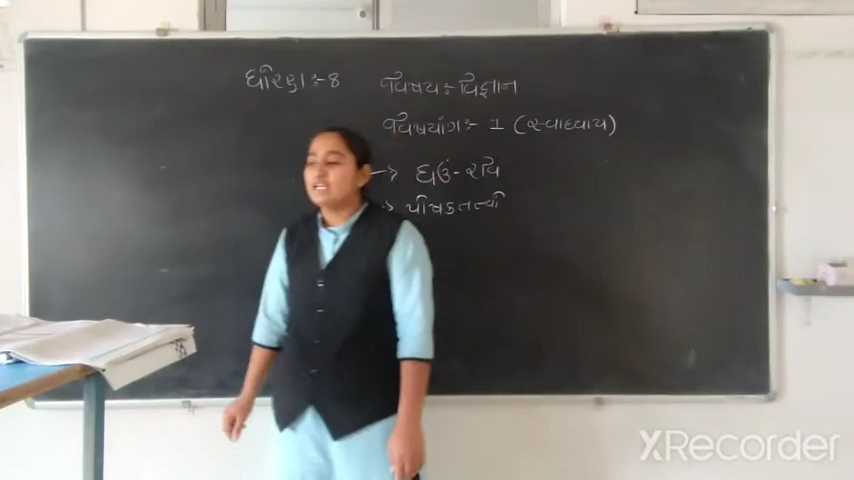 ધોરણ :- 8 વિષય :- વિજ્ઞાન
વિષયાંગ :- 1 (સ્વાધ્યાય)
→ ઘઉં - રવિ
→ પોષકતત્વો
XRecorder